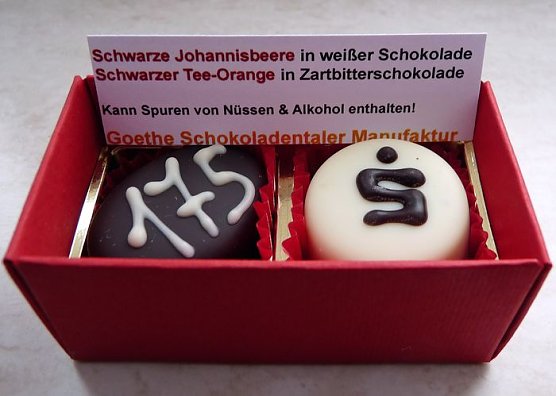 Schwarze Johannisbeere in weißer Schokolade
Schwarzer Tee-Orange in Zartbitterschokolade
Kann Spuren von Nüssen & Alkohol enthalten!
Goethe Schokoladentaler Manufaktur
175
Ṡ